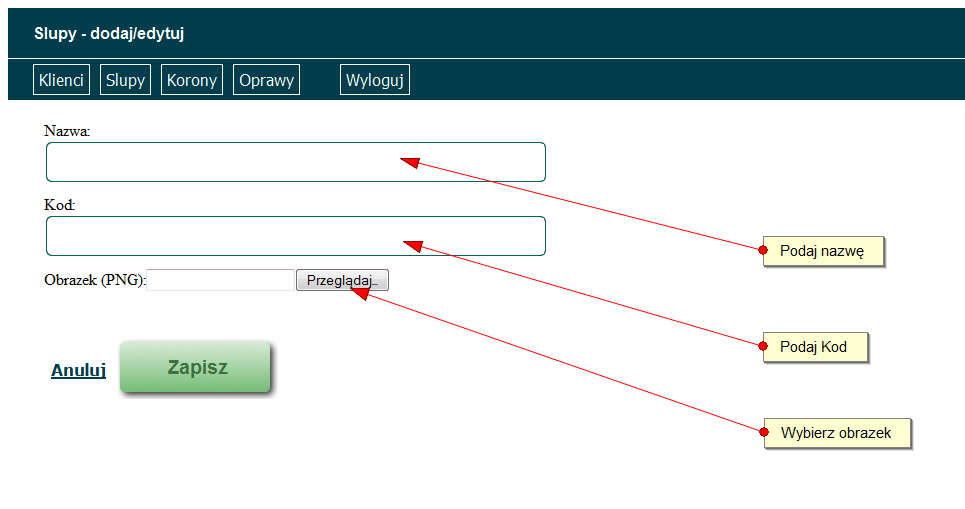 Slupy - dodaj/edytuj
Klienci Slupy Korony Oprawy Wyloguj
Nazwa:
Kod:
Podaj nazwę
Obrazek (PNG): Przeglądaj...
Podaj Kod
Anuluj Zapisz
Wybierz obrazek